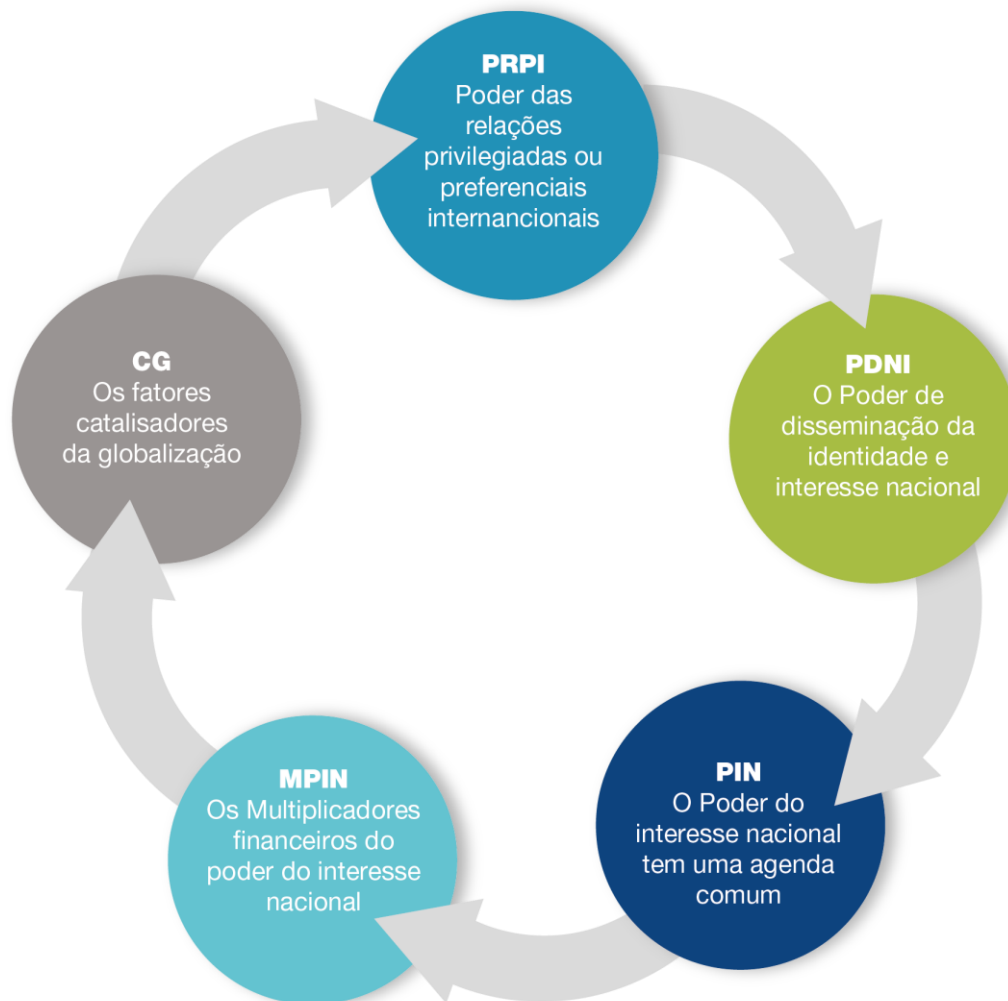 PRPI
Poder das
relações
privilegiadas ou
preferenciais
internancionais
PDNI
O Poder de
disseminação da
identidade e
interesse nacional
PIN
O Poder do
interesse nacional
tem uma agenda
comum
MPIN
Os Multiplicadores
financeiros do
poder do interesse
nacional
CG
Os fatores
catalisadores
da globalização